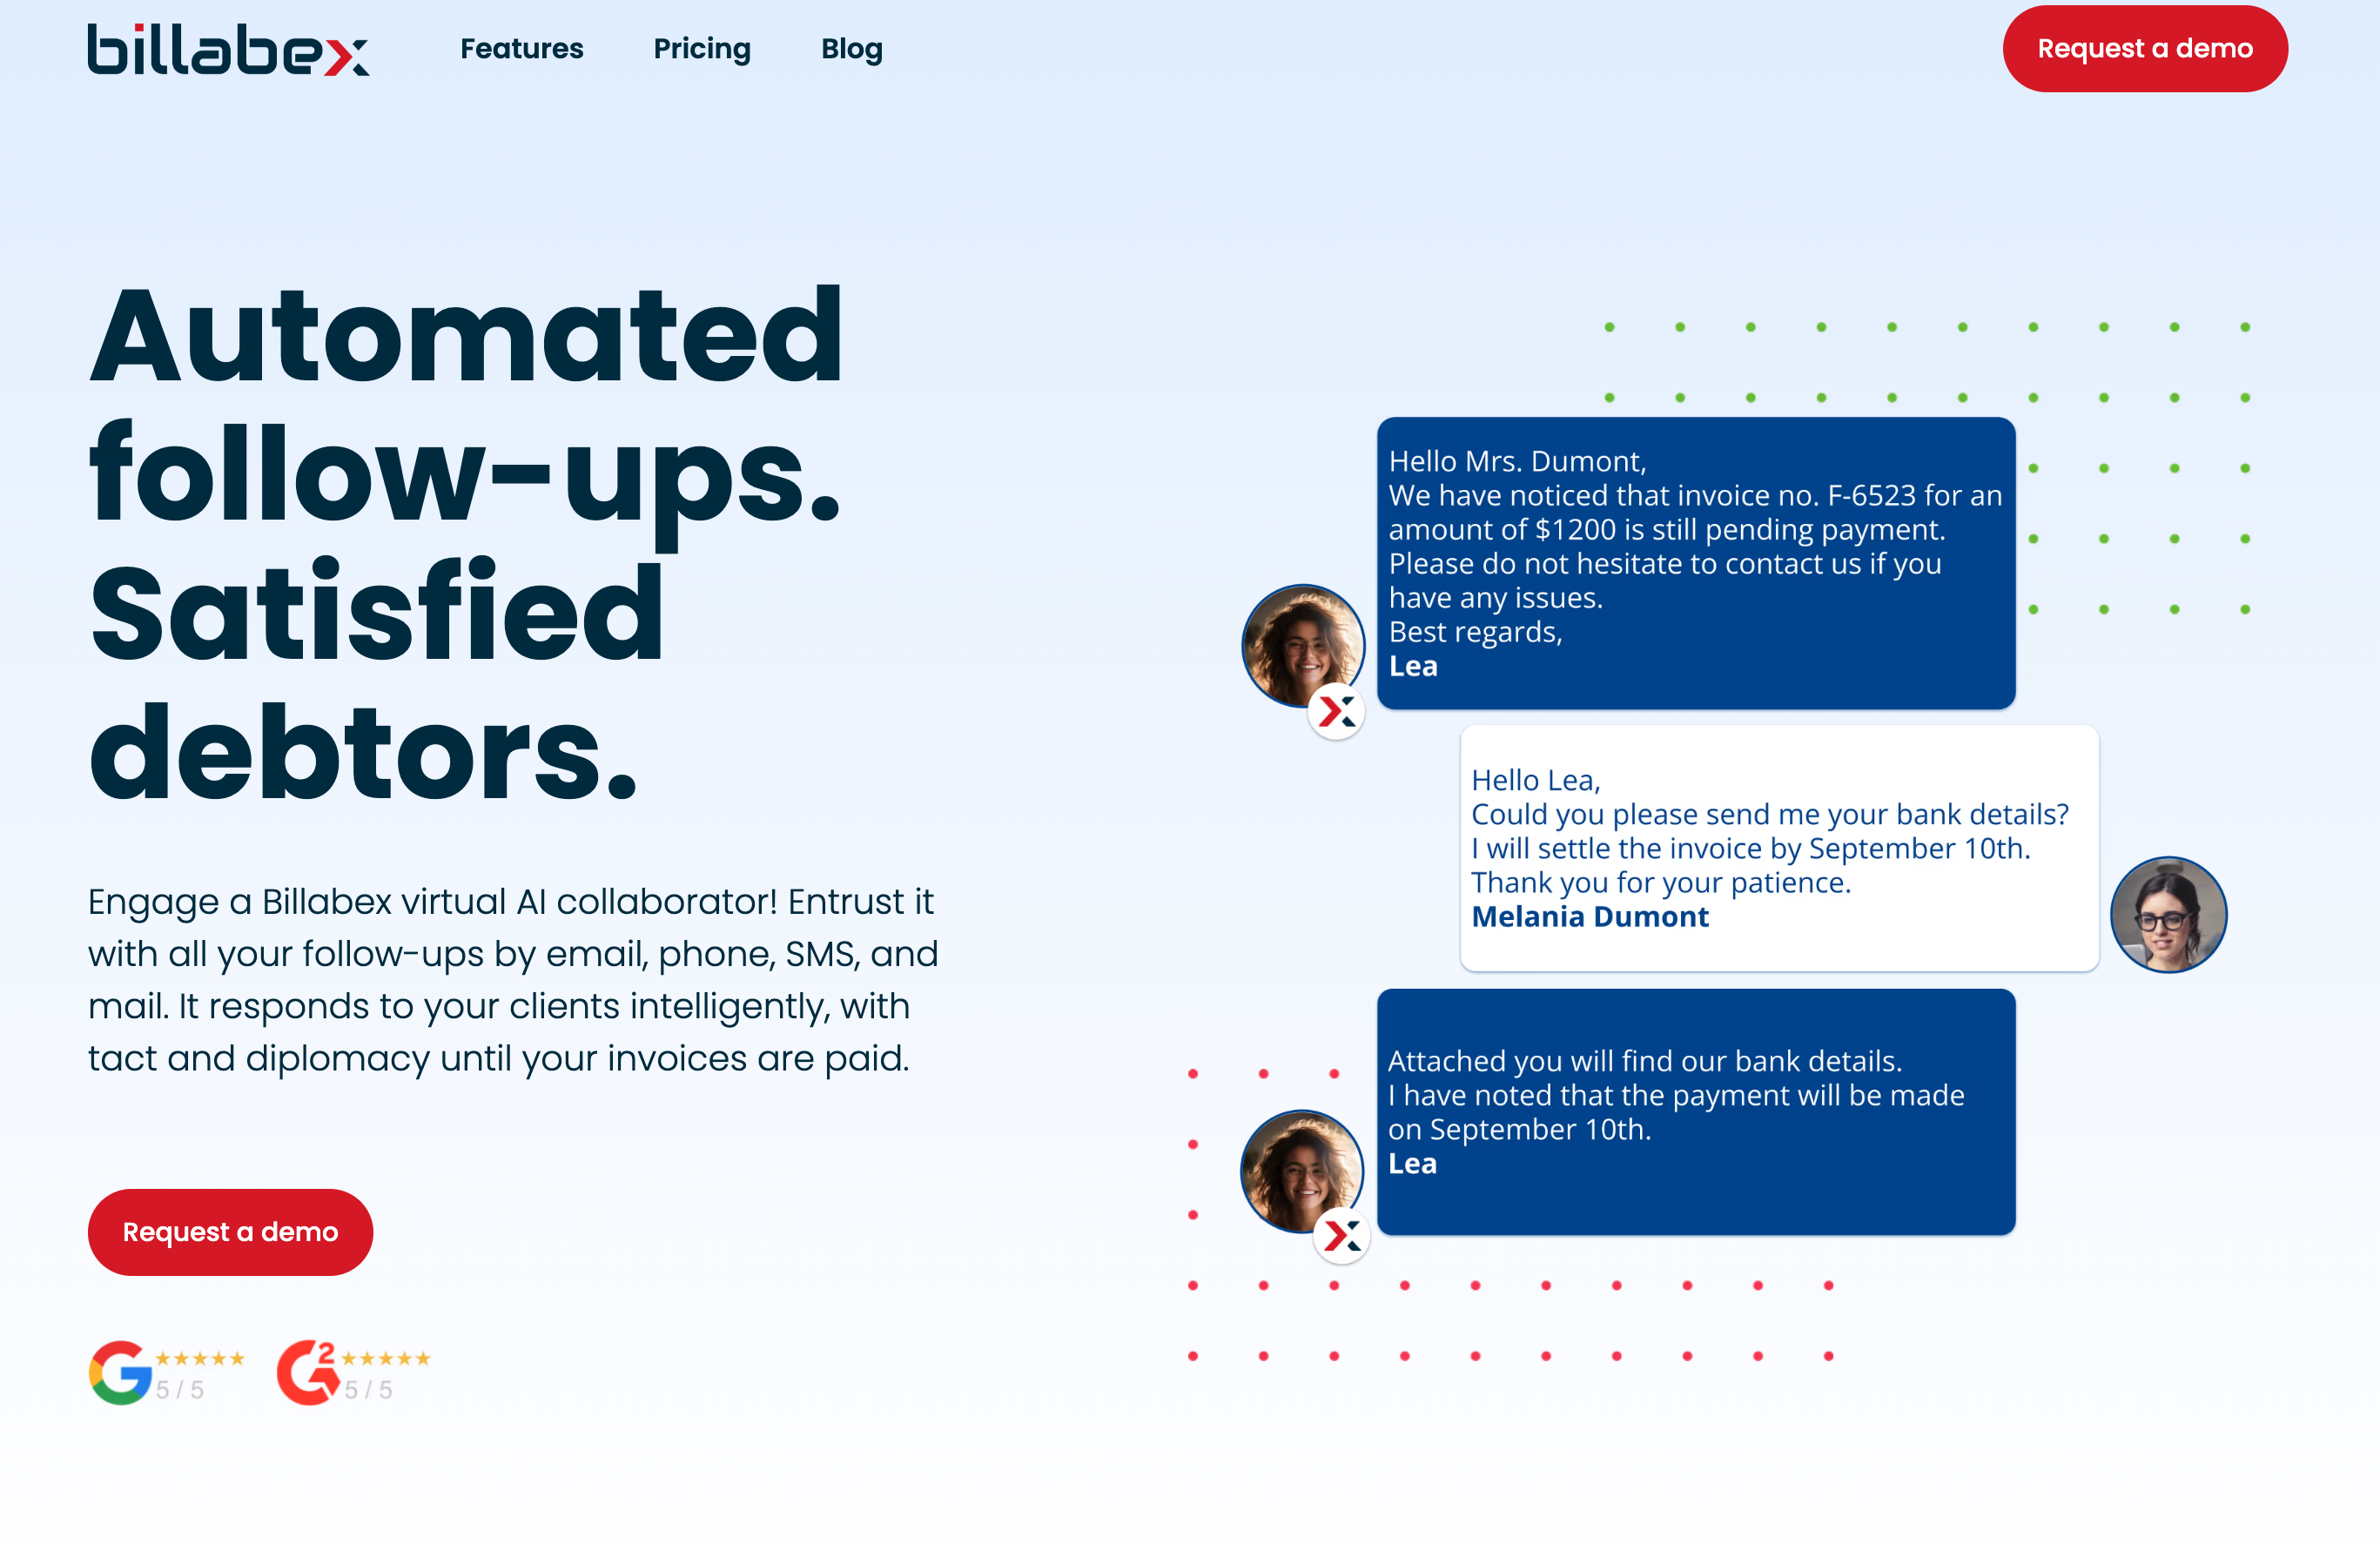 billabex
Features
Pricing
Blog
Request a demo
Automated
follow-ups.
Satisfied
debtors.
Engage a Billabex virtual AI collaborator! Entrust it
with all your follow-ups by email, phone, SMS, and
mail. It responds to your clients intelligently, with
tact and diplomacy until your invoices are paid.
Request a demo
5 / 5
5 / 5
Hello Mrs. Dumont,
We have noticed that invoice no. F-6523 for an
amount of $1200 is still pending payment.
Please do not hesitate to contact us if you
have any issues.
Best regards,
Lea
Hello Lea,
Could you please send me your bank details?
I will settle the invoice by September 10th.
Thank you for your patience.
Melania Dumont
Attached you will find our bank details.
I have noted that the payment will be made
on September 10th.
Lea